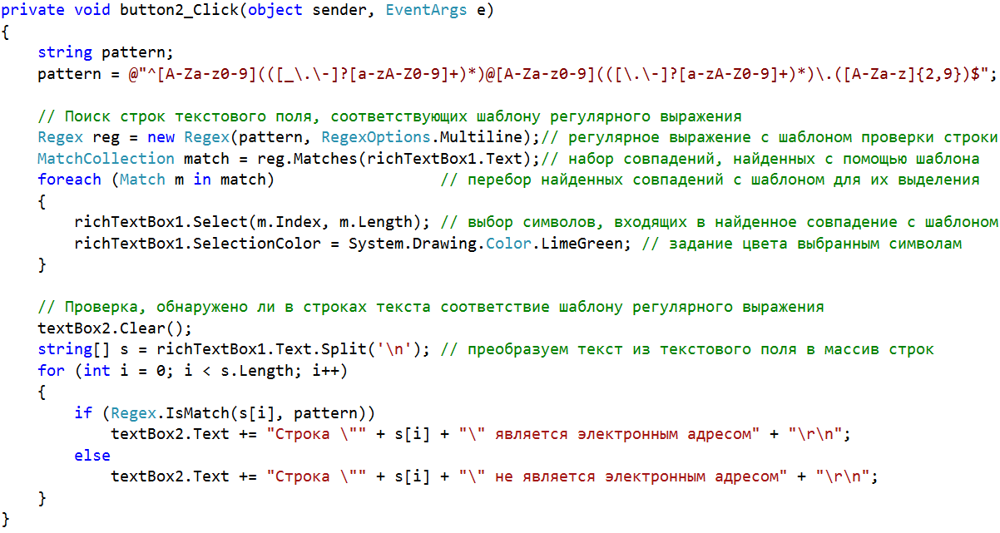 private void button2_Click(object sender, EventArgs e)
{
    string pattern;
    pattern = @"^[A-Za-z0-9](([_\.\-]?[a-zA-Z0-9]+)*)@[A-Za-z0-9](([\.\-]?[a-zA-Z0-9]+)*)\.([A-Za-z]{2,9})$";

    // Поиск строк текстового поля, соответствующих шаблону регулярного выражения
    Regex reg = new Regex(pattern, RegexOptions.Multiline);// регулярное выражение с шаблоном проверки строки
    MatchCollection match = reg.Matches(richTextBox1.Text);// набор совпадений, найденных с помощью шаблона
    foreach (Match m in match)                  // перебор найденных совпадений с шаблоном для их выделения
    {
        richTextBox1.Select(m.Index, m.Length); // выбор символов, входящих в найденное совпадение с шаблоном
        richTextBox1.SelectionColor = System.Drawing.Color.LimeGreen; // задание цвета выбранным символам
    }

    // Проверка, обнаружено ли в строках текста соответствие шаблону регулярного выражения
    textBox2.Clear();
    string[] s = richTextBox1.Text.Split('\n'); // преобразуем текст из текстового поля в массив строк
    for (int i = 0; i < s.Length; i++)
    {
        if (Regex.IsMatch(s[i], pattern))
            textBox2.Text += "Строка \"" + s[i] + "\" является электронным адресом" + "\r\n";
        else
            textBox2.Text += "Строка \"" + s[i] + "\" не является электронным адресом" + "\r\n";
    }
}